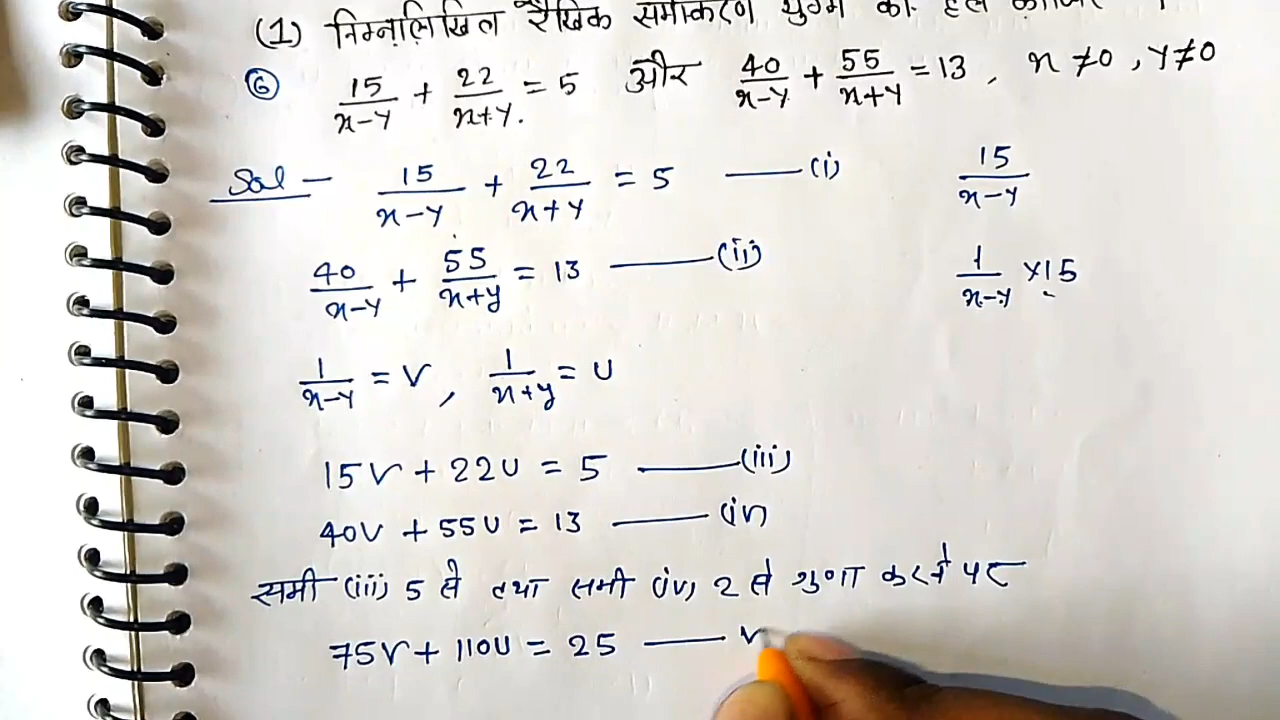 (1) निम्नलिखित रैखिक समीकरण युग्म को हल कीजिए
⑥ 15/(x-y) + 22/(x+y) = 5 और 40/(x-y) + 55/(x+y) = 13, x≠0, y≠0
Sol - 15/(x-y) + 22/(x+y) = 5 —— (i)
15/(x-y)
40/(x-y) + 55/(x+y) = 13 —— (ii)
1/(x-y) ×15
1/(x-y) = V, 1/(x+y) = U
15V + 22U = 5 —— (iii)
40V + 55U = 13 —— (iv)
समी (iii) 5 से तथा समी (iv) 2 से गुणा करने पर
75V + 110U = 25 —— V